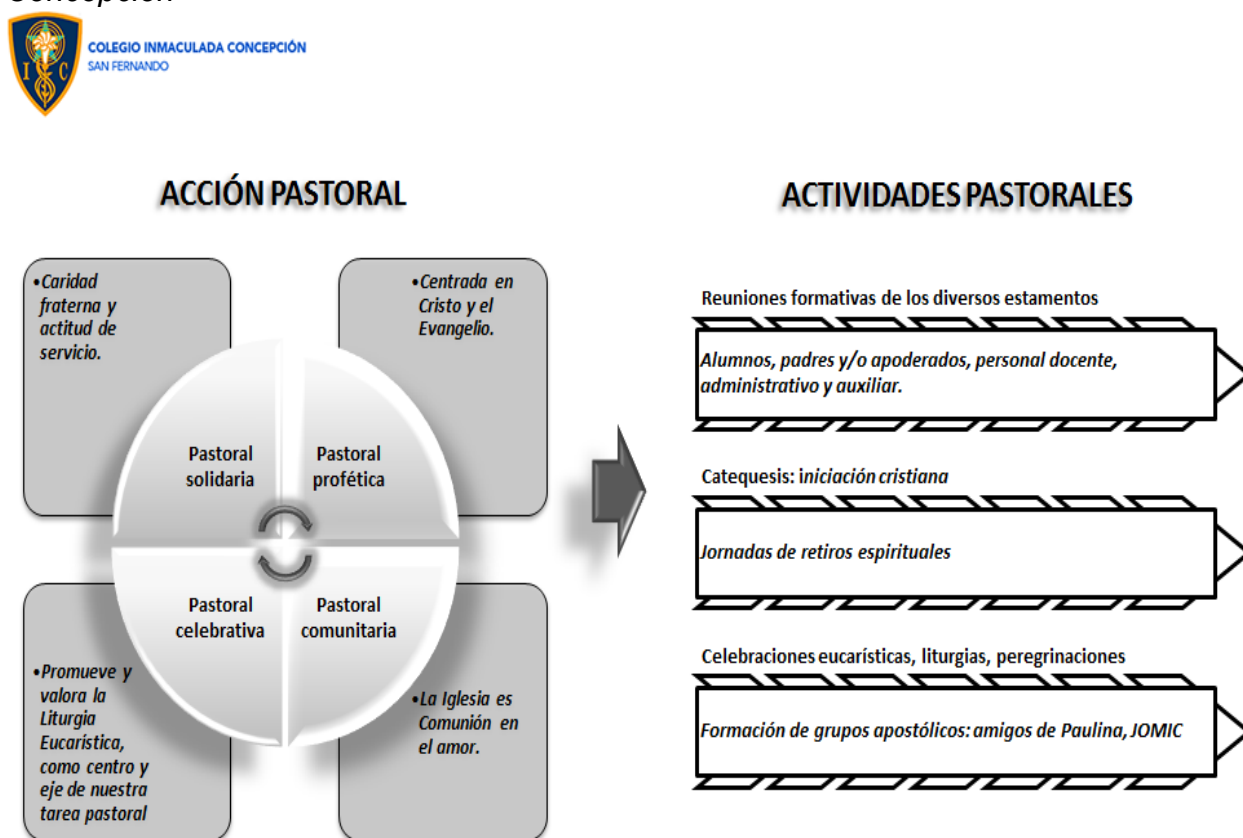 Concepción
COLEGIO INMACULADA CONCEPCIÓN
SAN FERNANDO
I C
ACCIÓN PASTORAL
•Caridad
fraterna y
actitud de
servicio.
•Centrada en
Cristo y el
Evangelio.
Pastoral
solidaria
Pastoral
profética
Pastoral
celebrativa
Pastoral
comunitaria
•Promueve y
valora la
Liturgia
Eucarística,
como centro y
eje de nuestra
tarea pastoral
•La Iglesia es
Comunión en
el amor.
ACTIVIDADES PASTORALES
Reuniones formativas de los diversos estamentos
Alumnos, padres y/o apoderados, personal docente,
administrativo y auxiliar.
Catequesis: iniciación cristiana
Jornadas de retiros espirituales
Celebraciones eucarísticas, liturgias, peregrinaciones
Formación de grupos apostólicos: amigos de Paulina, JOMIC